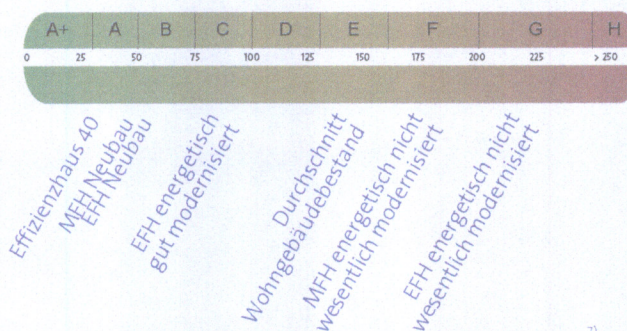 A+ A B C D E F G H
0 25 50 75 100 125 150 175 200 225 > 250
Effizienzhaus 40
MFH Neubau
EFH Neubau
EFH energetisch
gut modernisiert
Durchschnitt
Wohngebäudebestand
MFH energetisch nicht
wesentlich modernisiert
EFH energetisch nicht
wesentlich modernisiert